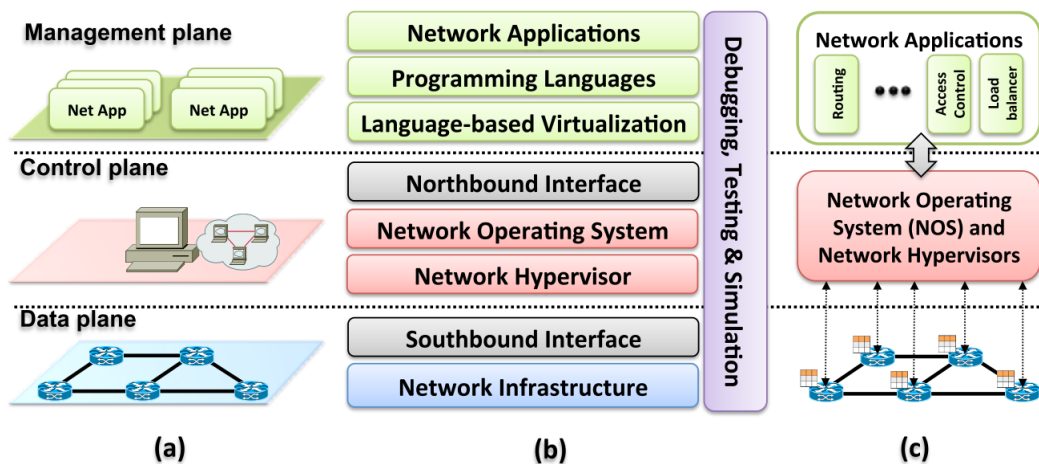 Management plane
Net App
Net App
Control plane
Data plane
(a)
Network Applications
Programming Languages
Language-based Virtualization
Northbound Interface
Network Operating System
Network Hypervisor
Southbound Interface
Network Infrastructure
Debugging, Testing & Simulation
(b)
Network Applications
Routing
Access
Control
Load
balancer
Network Operating
System (NOS) and
Network Hypervisors
(c)